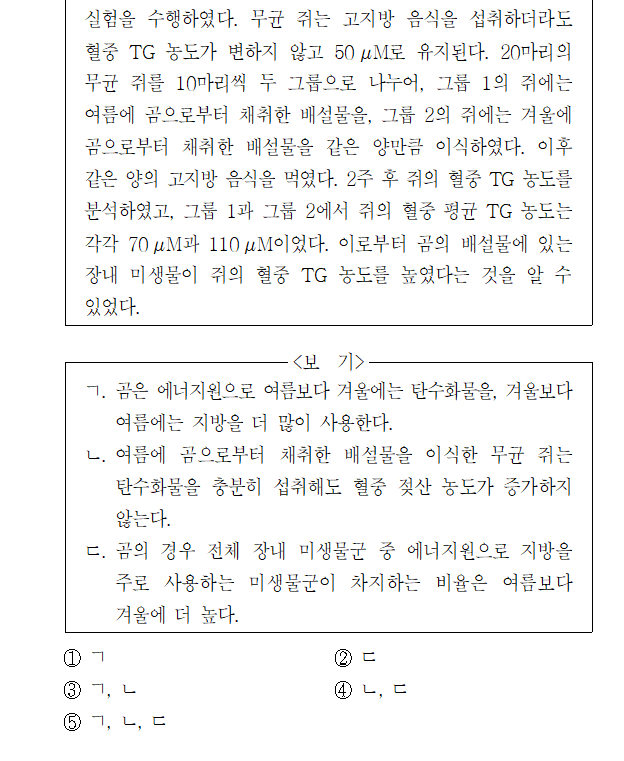 실험을 수행하였다. 무균 쥐는 고지방 음식을 섭취하더라도
혈중 TG 농도가 변하지 않고 50 μM로 유지된다. 20마리의
무균 쥐를 10마리씩 두 그룹으로 나누어, 그룹 1의 쥐에는
여름에 곰으로부터 채취한 배설물을, 그룹 2의 쥐에는 겨울에
곰으로부터 채취한 배설물을 같은 양만큼 이식하였다. 이후
같은 양의 고지방 음식을 먹였다. 2주 후 쥐의 혈중 TG 농도를
분석하였고, 그룹 1과 그룹 2에서 쥐의 혈중 평균 TG 농도는
각각 70 μM과 110 μM이었다. 이로부터 곰의 배설물에 있는
장내 미생물이 쥐의 혈중 TG 농도를 높였다는 것을 알 수
있었다.
<보 기>
ㄱ. 곰은 에너지원으로 여름보다 겨울에는 탄수화물을, 겨울보다
여름에는 지방을 더 많이 사용한다.
ㄴ. 여름에 곰으로부터 채취한 배설물을 이식한 무균 쥐는
탄수화물을 충분히 섭취해도 혈중 젖산 농도가 증가하지
않는다.
ㄷ. 곰의 경우 전체 장내 미생물군 중 에너지원으로 지방을
주로 사용하는 미생물군이 차지하는 비율은 여름보다
겨울에 더 높다.
① ㄱ ② ㄷ
③ ㄱ, ㄴ ④ ㄴ, ㄷ
⑤ ㄱ, ㄴ, ㄷ